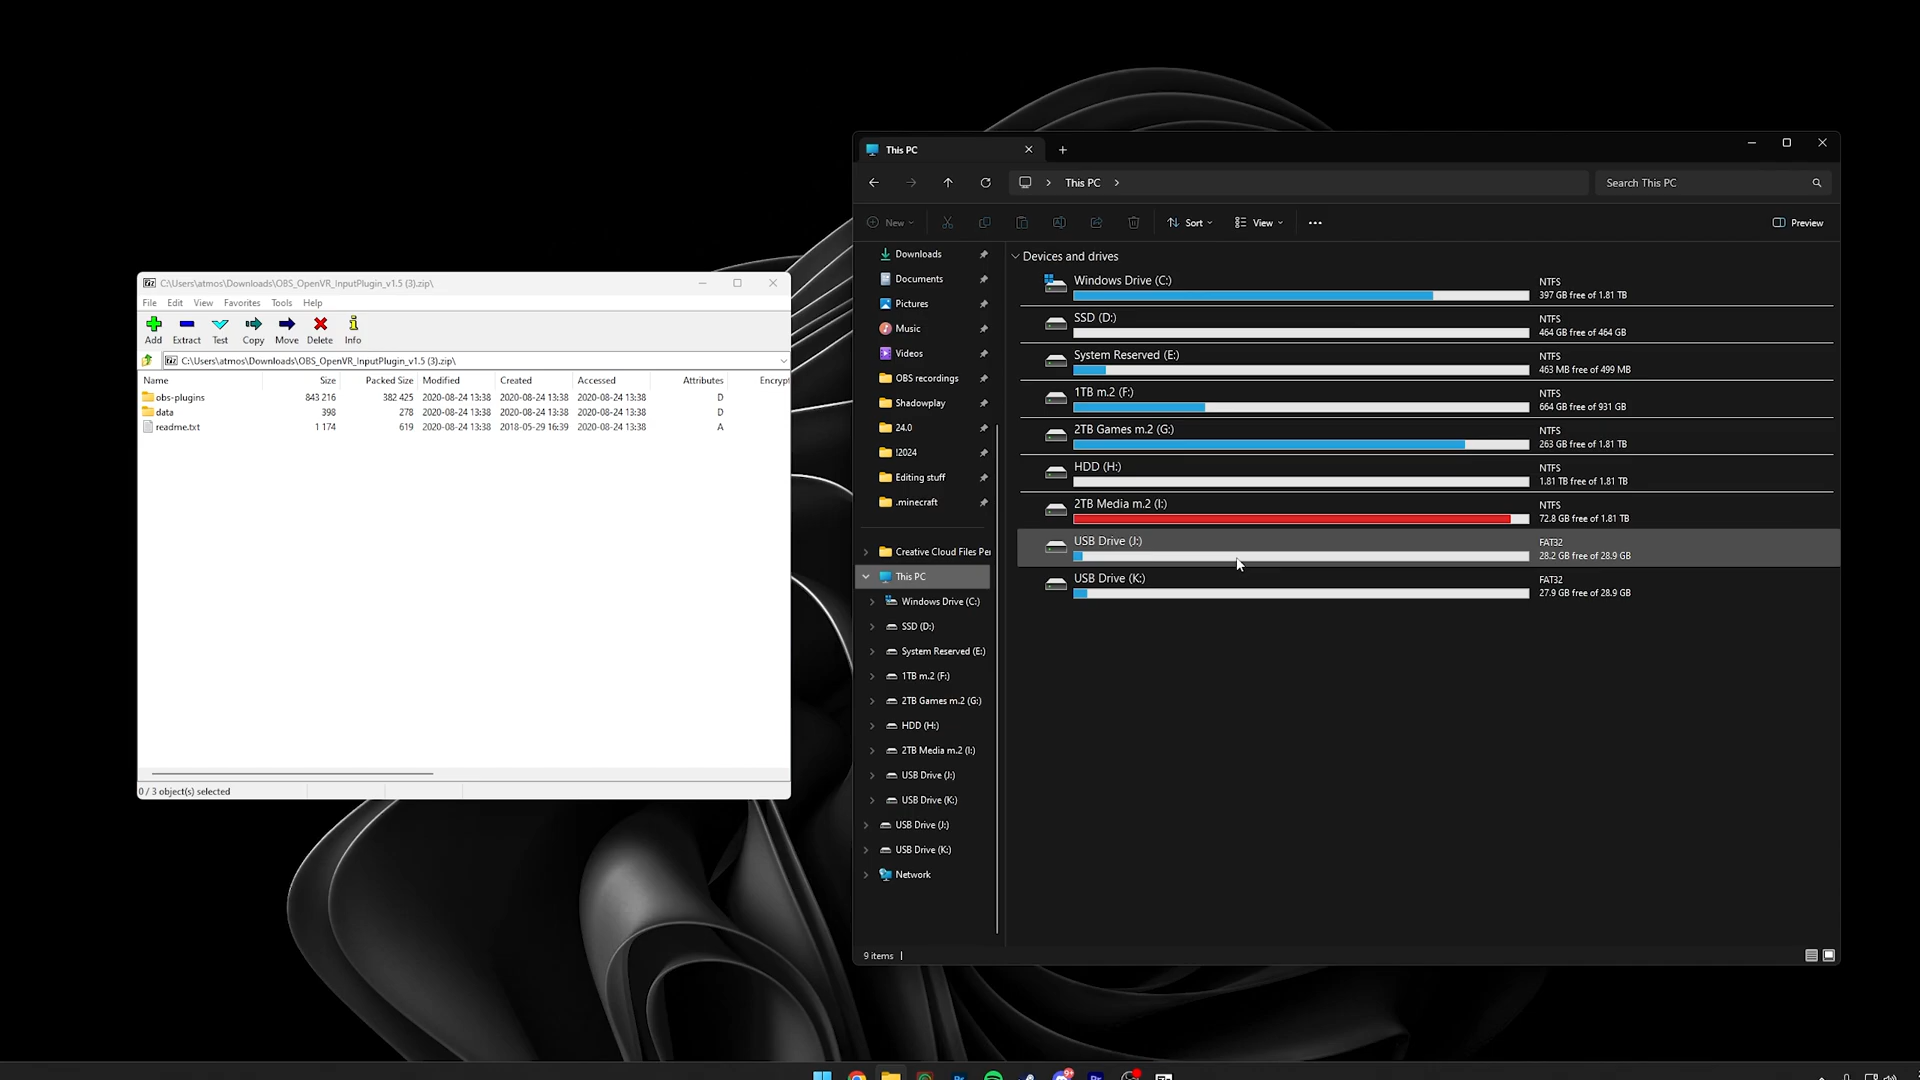 C:\Users\atmos\Downloads\OBS_OpenVR_InputPlugin_v1.5 (3).zip\
File Edit View Favorites Tools Help
Add Extract Test Copy Move Delete Info
C:\Users\atmos\Downloads\OBS_OpenVR_InputPlugin_v1.5 (3).zip\
Name Size Packed Size Modified Created Accessed Attributes Encryp
obs-plugins 843 216 382 425 2020-08-24 13:38 2020-08-24 13:38 2020-08-24 13:38 D
data 398 278 2020-08-24 13:38 2020-08-24 13:38 2020-08-24 13:38 D
readme.txt 1 174 619 2020-08-24 13:38 2018-05-29 16:39 2020-08-24 13:38 A
0 / 3 object(s) selected
This PC
This PC
Search This PC
New Sort View Preview
Downloads
Documents
Pictures
Music
Videos
OBS recordings
Shadowplay
24.0
!2024
Editing stuff
.minecraft
Creative Cloud Files Per
This PC
Windows Drive (C:)
SSD (D:)
System Reserved (E:)
1TB m.2 (F:)
2TB Games m.2 (G:)
HDD (H:)
2TB Media m.2 (I:)
USB Drive (J:)
USB Drive (K:)
USB Drive (J:)
USB Drive (K:)
Network
Devices and drives
Windows Drive (C:) NTFS
397 GB free of 1.81 TB
SSD (D:) NTFS
464 GB free of 464 GB
System Reserved (E:) NTFS
463 MB free of 499 MB
1TB m.2 (F:) NTFS
664 GB free of 931 GB
2TB Games m.2 (G:) NTFS
263 GB free of 1.81 TB
HDD (H:) NTFS
1.81 TB free of 1.81 TB
2TB Media m.2 (I:) NTFS
72.8 GB free of 1.81 TB
USB Drive (J:) FAT32
28.2 GB free of 28.9 GB
USB Drive (K:) FAT32
27.9 GB free of 28.9 GB
9 items